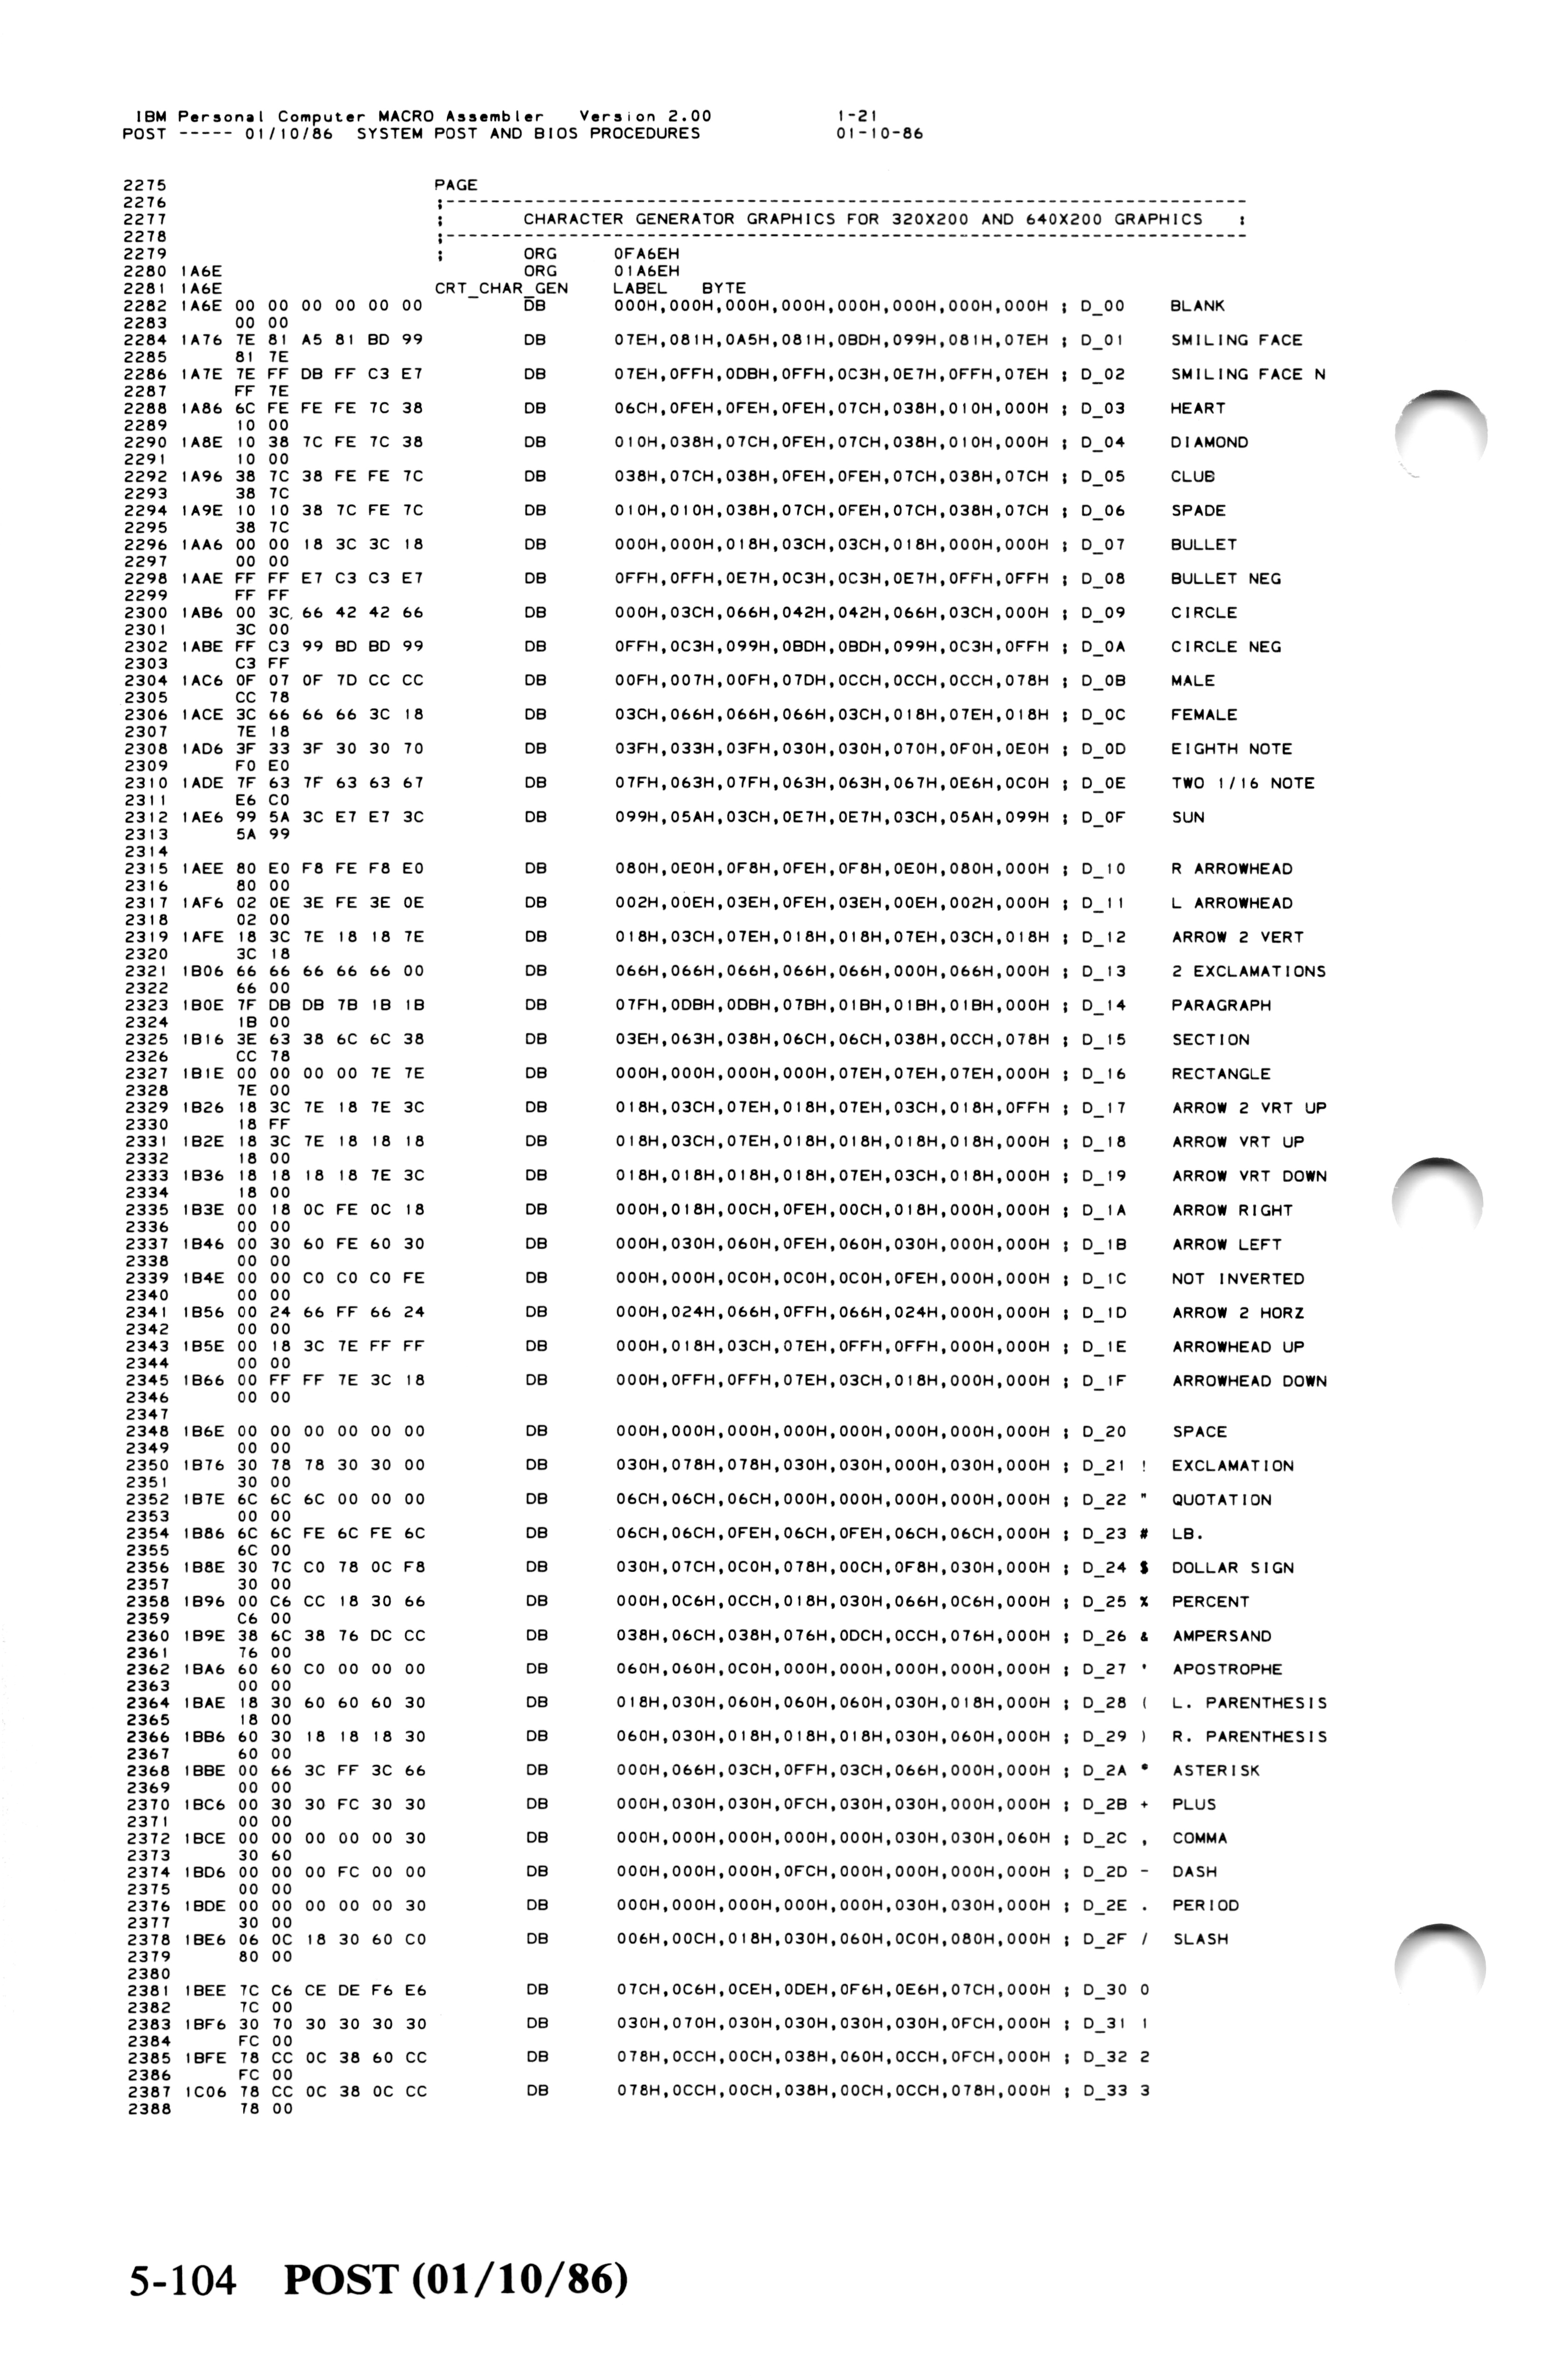 IBM Personal Computer MACRO Assembler   Version 2.00   1-21
POST ----- 01/10/86  SYSTEM POST AND BIOS PROCEDURES   01-10-86
2275 PAGE
2276 ;-----------------------------------------------------------------------
2277 ; CHARACTER GENERATOR GRAPHICS FOR 320X200 AND 640X200 GRAPHICS :
2278 ;-----------------------------------------------------------------------
2279 ; ORG 0FA6EH
2280 1A6E ORG 01A6EH
2281 1A6E CRT_CHAR_GEN LABEL BYTE
2282 1A6E 00 00 00 00 00 00 DB 000H,000H,000H,000H,000H,000H,000H,000H ; D_00 BLANK
2283 00 00
2284 1A76 7E 81 A5 81 BD 99 DB 07EH,081H,0A5H,081H,0BDH,099H,081H,07EH ; D_01 SMILING FACE
2285 81 7E
2286 1A7E 7E FF DB FF C3 E7 DB 07EH,0FFH,0DBH,0FFH,0C3H,0E7H,0FFH,07EH ; D_02 SMILING FACE N
2287 FF 7E
2288 1A86 6C FE FE FE 7C 38 DB 06CH,0FEH,0FEH,0FEH,07CH,038H,010H,000H ; D_03 HEART
2289 10 00
2290 1A8E 10 38 7C FE 7C 38 DB 010H,038H,07CH,0FEH,07CH,038H,010H,000H ; D_04 DIAMOND
2291 10 00
2292 1A96 38 7C 38 FE FE 7C DB 038H,07CH,038H,0FEH,0FEH,07CH,038H,07CH ; D_05 CLUB
2293 38 7C
2294 1A9E 10 10 38 7C FE 7C DB 010H,010H,038H,07CH,0FEH,07CH,038H,07CH ; D_06 SPADE
2295 38 7C
2296 1AA6 00 00 18 3C 3C 18 DB 000H,000H,018H,03CH,03CH,018H,000H,000H ; D_07 BULLET
2297 00 00
2298 1AAE FF FF E7 C3 C3 E7 DB 0FFH,0FFH,0E7H,0C3H,0C3H,0E7H,0FFH,0FFH ; D_08 BULLET NEG
2299 FF FF
2300 1AB6 00 3C 66 42 42 66 DB 000H,03CH,066H,042H,042H,066H,03CH,000H ; D_09 CIRCLE
2301 3C 00
2302 1ABE FF C3 99 BD BD 99 DB 0FFH,0C3H,099H,0BDH,0BDH,099H,0C3H,0FFH ; D_0A CIRCLE NEG
2303 C3 FF
2304 1AC6 0F 07 0F 7D CC CC DB 00FH,007H,00FH,07DH,0CCH,0CCH,0CCH,078H ; D_0B MALE
2305 CC 78
2306 1ACE 3C 66 66 66 3C 18 DB 03CH,066H,066H,066H,03CH,018H,07EH,018H ; D_0C FEMALE
2307 7E 18
2308 1AD6 3F 33 3F 30 30 70 DB 03FH,033H,03FH,030H,030H,070H,0F0H,0E0H ; D_0D EIGHTH NOTE
2309 F0 E0
2310 1ADE 7F 63 7F 63 63 67 DB 07FH,063H,07FH,063H,063H,067H,0E6H,0C0H ; D_0E TWO 1/16 NOTE
2311 E6 C0
2312 1AE6 99 5A 3C E7 E7 3C DB 099H,05AH,03CH,0E7H,0E7H,03CH,05AH,099H ; D_0F SUN
2313 5A 99
2314
2315 1AEE 80 E0 F8 FE F8 E0 DB 080H,0E0H,0F8H,0FEH,0F8H,0E0H,080H,000H ; D_10 R ARROWHEAD
2316 80 00
2317 1AF6 02 0E 3E FE 3E 0E DB 002H,00EH,03EH,0FEH,03EH,00EH,002H,000H ; D_11 L ARROWHEAD
2318 02 00
2319 1AFE 18 3C 7E 18 18 7E DB 018H,03CH,07EH,018H,018H,07EH,03CH,018H ; D_12 ARROW 2 VERT
2320 3C 18
2321 1B06 66 66 66 66 66 00 DB 066H,066H,066H,066H,066H,000H,066H,000H ; D_13 2 EXCLAMATIONS
2322 66 00
2323 1B0E 7F DB DB 7B 1B 1B DB 07FH,0DBH,0DBH,07BH,01BH,01BH,01BH,000H ; D_14 PARAGRAPH
2324 1B 00
2325 1B16 3E 63 38 6C 6C 38 DB 03EH,063H,038H,06CH,06CH,038H,0CCH,078H ; D_15 SECTION
2326 CC 78
2327 1B1E 00 00 00 00 7E 7E DB 000H,000H,000H,000H,07EH,07EH,07EH,000H ; D_16 RECTANGLE
2328 7E 00
2329 1B26 18 3C 7E 18 7E 3C DB 018H,03CH,07EH,018H,07EH,03CH,018H,0FFH ; D_17 ARROW 2 VRT UP
2330 18 FF
2331 1B2E 18 3C 7E 18 18 18 DB 018H,03CH,07EH,018H,018H,018H,018H,000H ; D_18 ARROW VRT UP
2332 18 00
2333 1B36 18 18 18 18 7E 3C DB 018H,018H,018H,018H,07EH,03CH,018H,000H ; D_19 ARROW VRT DOWN
2334 18 00
2335 1B3E 00 18 0C FE 0C 18 DB 000H,018H,00CH,0FEH,00CH,018H,000H,000H ; D_1A ARROW RIGHT
2336 00 00
2337 1B46 00 30 60 FE 60 30 DB 000H,030H,060H,0FEH,060H,030H,000H,000H ; D_1B ARROW LEFT
2338 00 00
2339 1B4E 00 00 C0 C0 C0 FE DB 000H,000H,0C0H,0C0H,0C0H,0FEH,000H,000H ; D_1C NOT INVERTED
2340 00 00
2341 1B56 00 24 66 FF 66 24 DB 000H,024H,066H,0FFH,066H,024H,000H,000H ; D_1D ARROW 2 HORZ
2342 00 00
2343 1B5E 00 18 3C 7E FF FF DB 000H,018H,03CH,07EH,0FFH,0FFH,000H,000H ; D_1E ARROWHEAD UP
2344 00 00
2345 1B66 00 FF FF 7E 3C 18 DB 000H,0FFH,0FFH,07EH,03CH,018H,000H,000H ; D_1F ARROWHEAD DOWN
2346 00 00
2347
2348 1B6E 00 00 00 00 00 00 DB 000H,000H,000H,000H,000H,000H,000H,000H ; D_20 SPACE
2349 00 00
2350 1B76 30 78 78 30 30 00 DB 030H,078H,078H,030H,030H,000H,030H,000H ; D_21 ! EXCLAMATION
2351 30 00
2352 1B7E 6C 6C 6C 00 00 00 DB 06CH,06CH,06CH,000H,000H,000H,000H,000H ; D_22 " QUOTATION
2353 00 00
2354 1B86 6C 6C FE 6C FE 6C DB 06CH,06CH,0FEH,06CH,0FEH,06CH,06CH,000H ; D_23 # LB.
2355 6C 00
2356 1B8E 30 7C C0 78 0C F8 DB 030H,07CH,0C0H,078H,00CH,0F8H,030H,000H ; D_24 $ DOLLAR SIGN
2357 30 00
2358 1B96 00 C6 CC 18 30 66 DB 000H,0C6H,0CCH,018H,030H,066H,0C6H,000H ; D_25 % PERCENT
2359 C6 00
2360 1B9E 38 6C 38 76 DC CC DB 038H,06CH,038H,076H,0DCH,0CCH,076H,000H ; D_26 & AMPERSAND
2361 76 00
2362 1BA6 60 60 C0 00 00 00 DB 060H,060H,0C0H,000H,000H,000H,000H,000H ; D_27 ' APOSTROPHE
2363 00 00
2364 1BAE 18 30 60 60 60 30 DB 018H,030H,060H,060H,060H,030H,018H,000H ; D_28 ( L. PARENTHESIS
2365 18 00
2366 1BB6 60 30 18 18 18 30 DB 060H,030H,018H,018H,018H,030H,060H,000H ; D_29 ) R. PARENTHESIS
2367 60 00
2368 1BBE 00 66 3C FF 3C 66 DB 000H,066H,03CH,0FFH,03CH,066H,000H,000H ; D_2A * ASTERISK
2369 00 00
2370 1BC6 00 30 30 FC 30 30 DB 000H,030H,030H,0FCH,030H,030H,000H,000H ; D_2B + PLUS
2371 00 00
2372 1BCE 00 00 00 00 00 30 DB 000H,000H,000H,000H,000H,030H,030H,060H ; D_2C , COMMA
2373 30 60
2374 1BD6 00 00 00 FC 00 00 DB 000H,000H,000H,0FCH,000H,000H,000H,000H ; D_2D - DASH
2375 00 00
2376 1BDE 00 00 00 00 00 30 DB 000H,000H,000H,000H,000H,030H,030H,000H ; D_2E . PERIOD
2377 30 00
2378 1BE6 06 0C 18 30 60 C0 DB 006H,00CH,018H,030H,060H,0C0H,080H,000H ; D_2F / SLASH
2379 80 00
2380
2381 1BEE 7C C6 CE DE F6 E6 DB 07CH,0C6H,0CEH,0DEH,0F6H,0E6H,07CH,000H ; D_30 0
2382 7C 00
2383 1BF6 30 70 30 30 30 30 DB 030H,070H,030H,030H,030H,030H,0FCH,000H ; D_31 1
2384 FC 00
2385 1BFE 78 CC 0C 38 60 CC DB 078H,0CCH,00CH,038H,060H,0CCH,0FCH,000H ; D_32 2
2386 FC 00
2387 1C06 78 CC 0C 38 0C CC DB 078H,0CCH,00CH,038H,00CH,0CCH,078H,000H ; D_33 3
2388 78 00
5-104   POST (01/10/86)